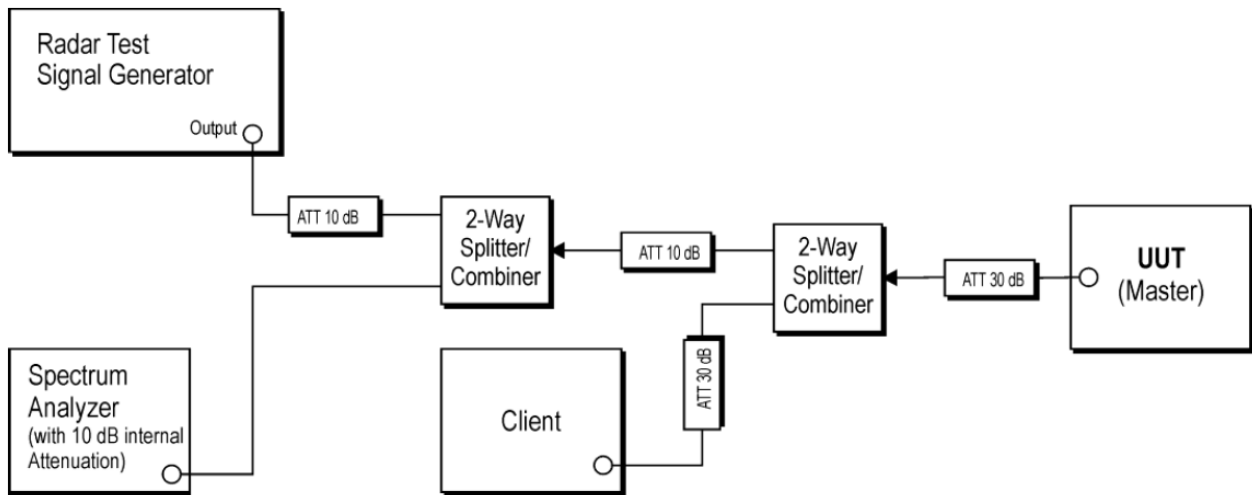 Radar Test
Signal Generator
Output
ATT 10 dB
2-Way
Splitter/
Combiner
ATT 10 dB
2-Way
Splitter/
Combiner
ATT 30 dB
UUT
(Master)
ATT 30 dB
Spectrum
Analyzer
(with 10 dB internal
Attenuation)
Client